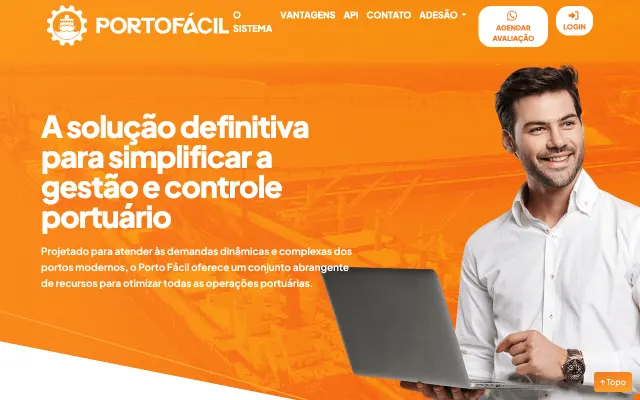 PORTOFÁCIL
O
SISTEMA
VANTAGENS
API
CONTATO
ADESÃO
AGENDAR
AVALIAÇÃO
LOGIN
A solução definitiva
para simplificar a
gestão e controle
portuário
Projetado para atender às demandas dinâmicas e complexas dos
portos modernos, o Porto Fácil oferece um conjunto abrangente
de recursos para otimizar todas as operações portuárias.
↑ Topo